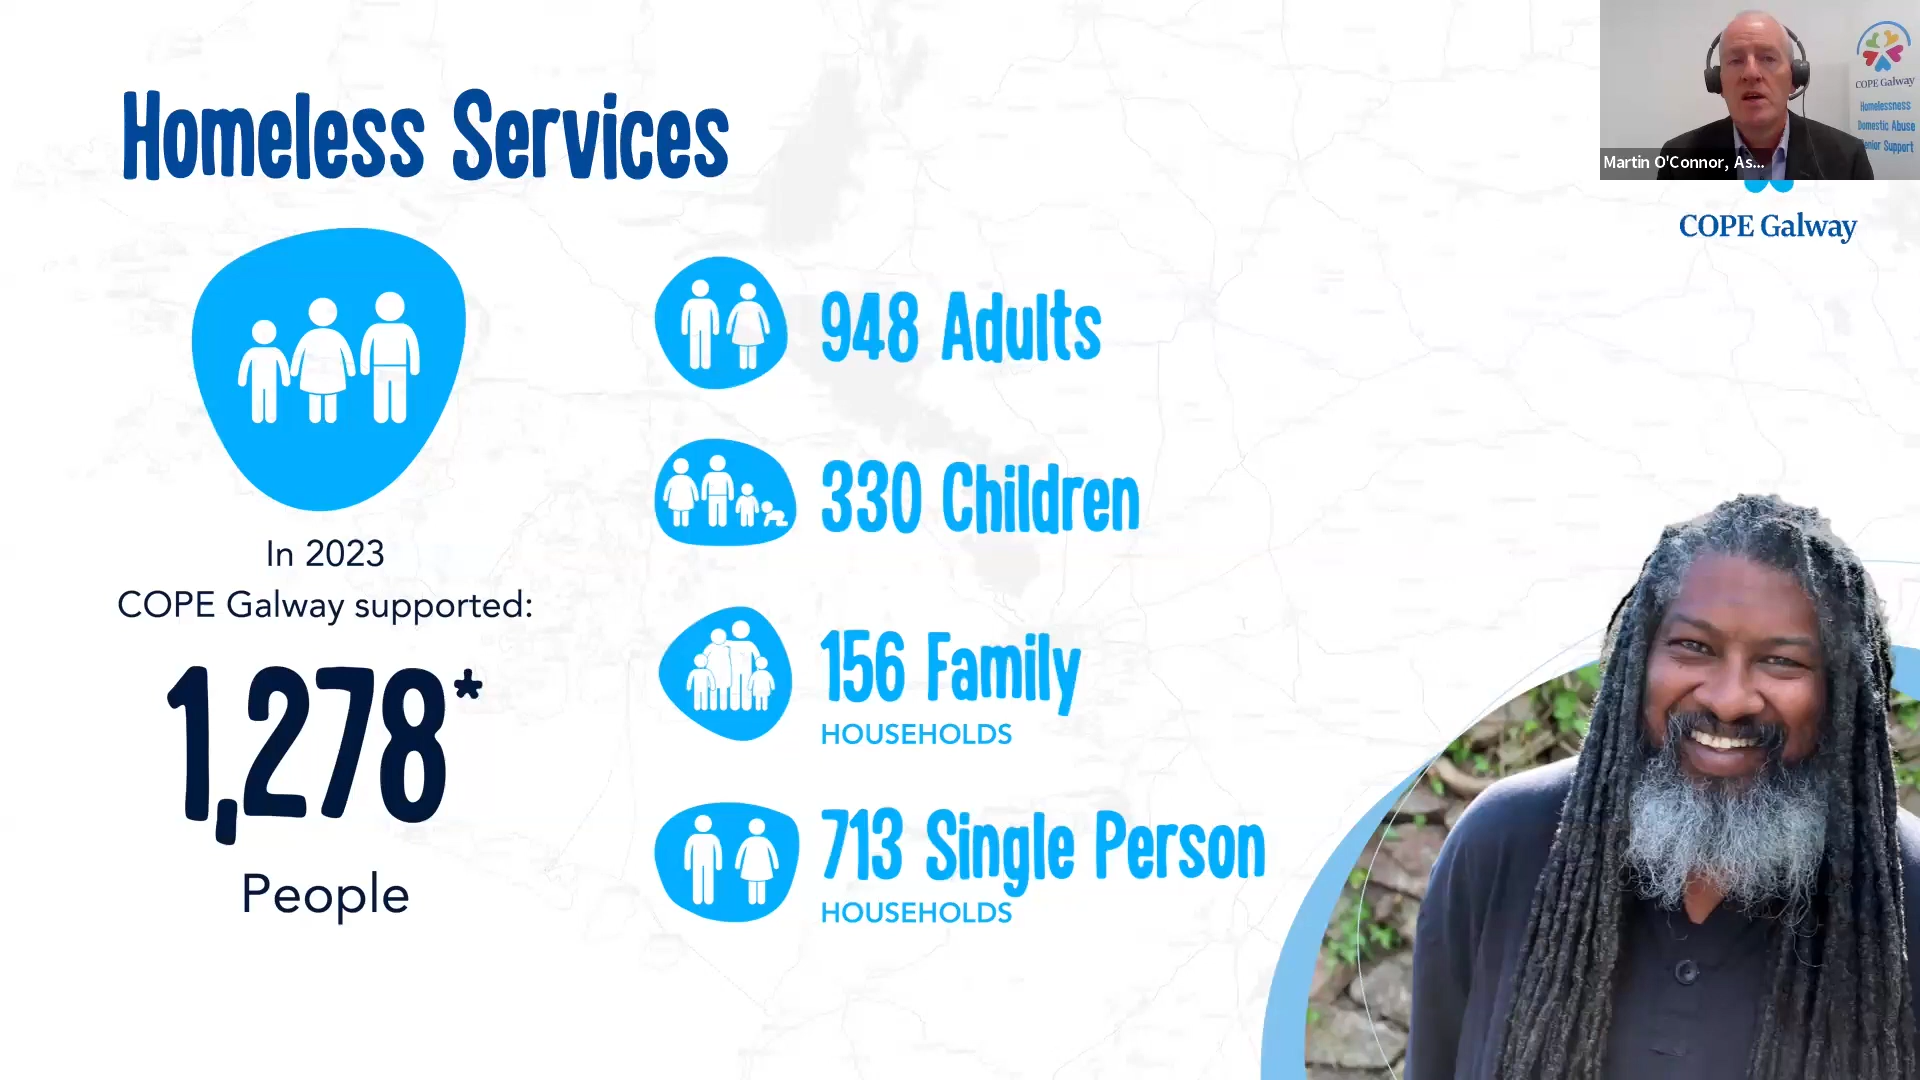 Homeless Services
In 2023
COPE Galway supported:
1,278*
People
948 Adults
330 Children
156 Family
HOUSEHOLDS
713 Single Person
HOUSEHOLDS
COPE Galway
Homelessness
Domestic Abuse
Senior Support
Martin O'Connor, As...
COPE Galway